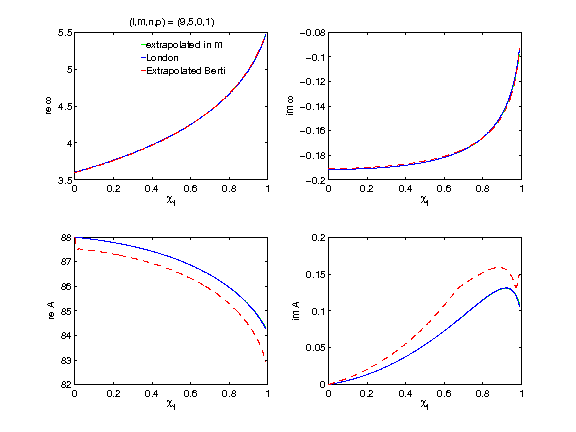 (l,m,n,p) = (9,5,0,1)
5.5
5
4.5
4
3.5
re ω
extrapolated in m
London
Extrapolated Berti
0 0.2 0.4 0.6 0.8 1
χf
−0.08
−0.1
−0.12
−0.14
−0.16
−0.18
−0.2
im ω
0 0.2 0.4 0.6 0.8 1
χf
88
87
86
85
84
83
82
re A
0 0.2 0.4 0.6 0.8 1
χf
0.2
0.15
0.1
0.05
0
im A
0 0.2 0.4 0.6 0.8 1
χf